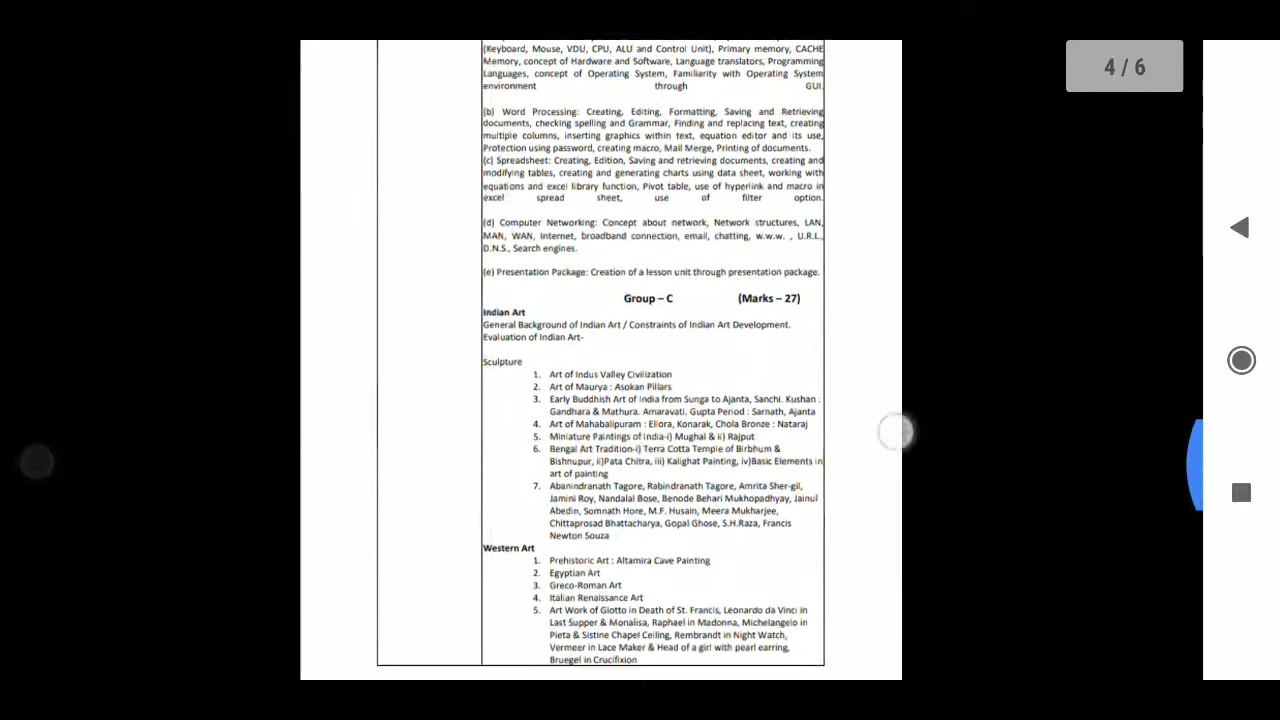 4 / 6
(Keyboard, Mouse, VDU, CPU, ALU and Control Unit), Primary memory, CACHE
Memory, concept of Hardware and Software, Language translators, Programming
Languages, concept of Operating System, Familiarity with Operating System
environment through GUI.
(b) Word Processing: Creating, Editing, Formatting, Saving and Retrieving
documents, checking spelling and Grammar, Finding and replacing text, creating
multiple columns, inserting graphics within text, equation editor and its use,
Protection using password, creating macro, Mail Merge, Printing of documents.
(c) Spreadsheet: Creating, Edition, Saving and retrieving documents, creating and
modifying tables, creating and generating charts using data sheet, working with
equations and excel library function, Pivot table, use of hyperlink and macro in
excel spread sheet, use of filter option.
(d) Computer Networking: Concept about network, Network structures, LAN,
MAN, WAN, Internet, broadband connection, email, chatting, w.w.w. , U.R.L.,
D.N.S., Search engines.
(e) Presentation Package: Creation of a lesson unit through presentation package.
Group – C (Marks – 27)
Indian Art
General Background of Indian Art / Constraints of Indian Art Development.
Evaluation of Indian Art-
Sculpture
1. Art of Indus Valley Civilization
2. Art of Maurya : Asokan Pillars
3. Early Buddhish Art of India from Sunga to Ajanta, Sanchi. Kushan :
Gandhara & Mathura. Amaravati. Gupta Period : Sarnath, Ajanta
4. Art of Mahabalipuram : Ellora, Konarak, Chola Bronze : Nataraj
5. Miniature Paintings of India-i) Mughal & ii) Rajput
6. Bengal Art Tradition-i) Terra Cotta Temple of Birbhum &
Bishnupur, ii)Pata Chitra, iii) Kalighat Painting, iv)Basic Elements in
art of painting
7. Abanindranath Tagore, Rabindranath Tagore, Amrita Sher-gil,
Jamini Roy, Nandalal Bose, Benode Behari Mukhopadhyay, Jainul
Abedin, Somnath Hore, M.F. Husain, Meera Mukharjee,
Chittaprosad Bhattacharya, Gopal Ghose, S.H.Raza, Francis
Newton Souza
Western Art
1. Prehistoric Art : Altamira Cave Painting
2. Egyptian Art
3. Greco-Roman Art
4. Italian Renaissance Art
5. Art Work of Giotto in Death of St. Francis, Leonardo da Vinci in
Last Supper & Monalisa, Raphael in Madonna, Michelangelo in
Pieta & Sistine Chapel Ceiling, Rembrandt in Night Watch,
Vermeer in Lace Maker & Head of a girl with pearl earring,
Bruegel in Crucifixion